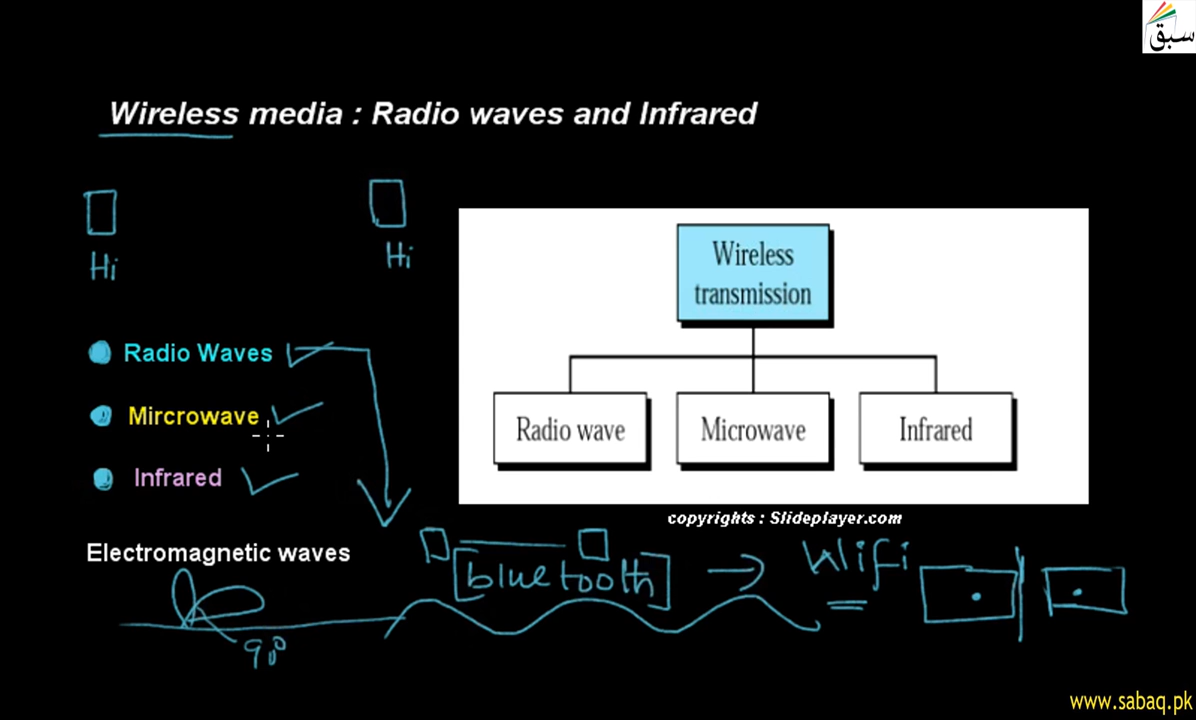 سبق
Wireless media : Radio waves and Infrared
Hi
Hi
Wireless
transmission
Radio wave
Microwave
Infrared
copyrights : Slideplayer.com
Radio Waves
Mircrowave
Infrared
Electromagnetic waves
90°
[bluetooth] → Wifi
www.sabaq.pk